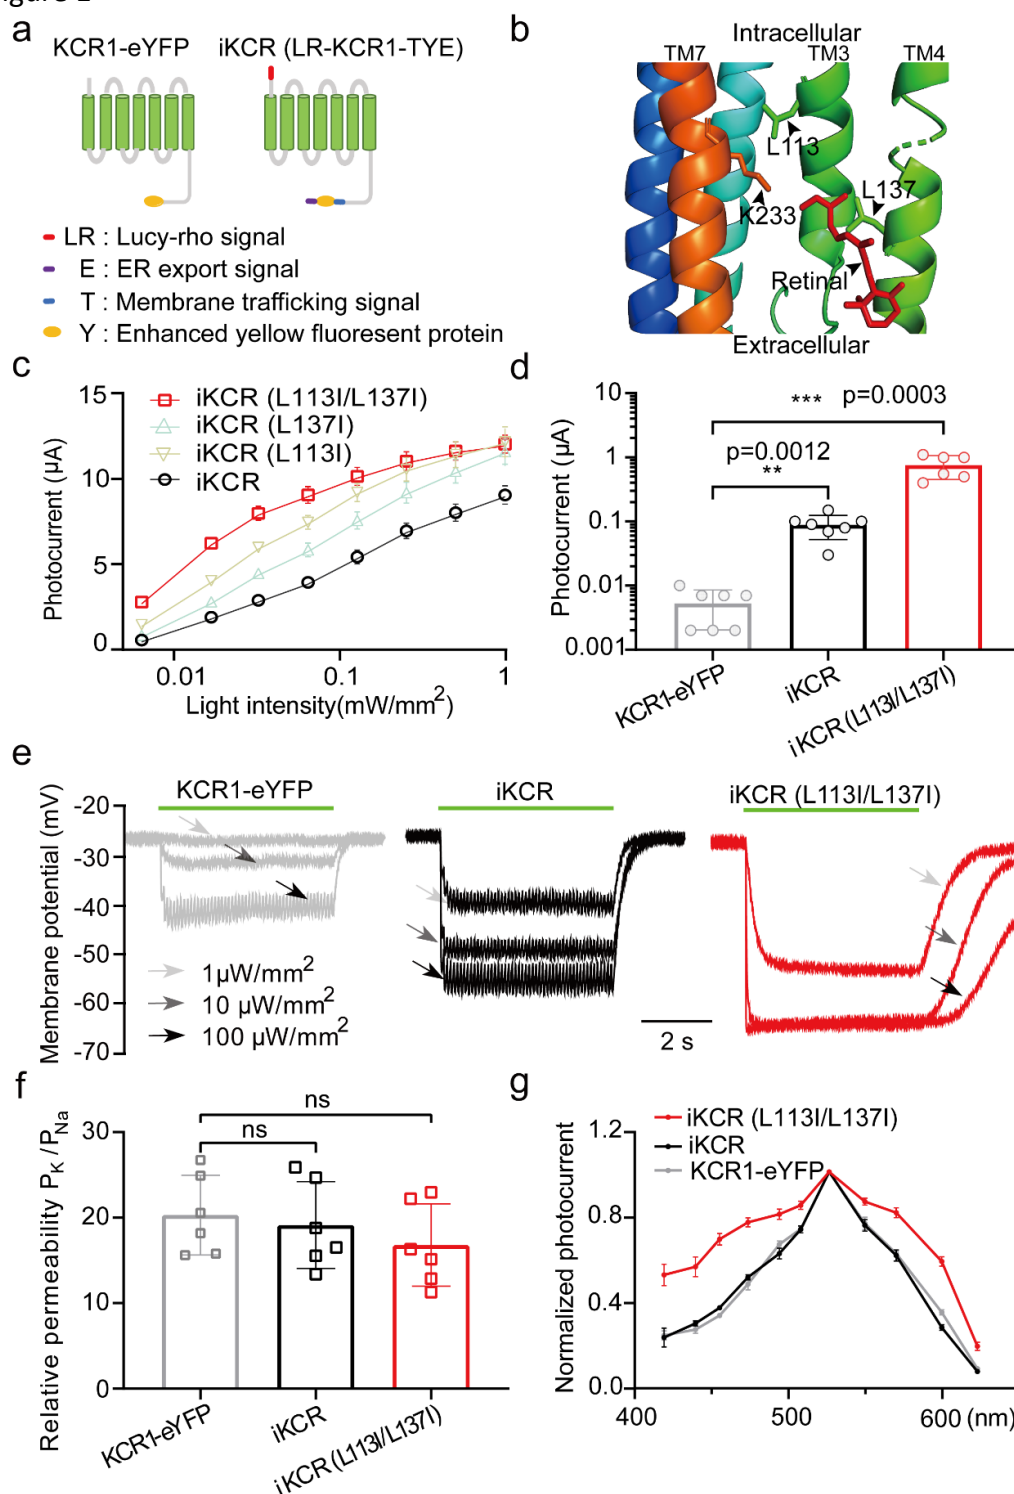 a
KCR1-eYFP
iKCR (LR-KCR1-TYE)
LR : Lucy-rho signal
E : ER export signal
T : Membrane trafficking signal
Y : Enhanced yellow fluoresent protein
b
Intracellular
TM7
TM3
TM4
L113
L137
K233
Retinal
Extracellular
c
iKCR (L113I/L137I)
iKCR (L137I)
iKCR (L113I)
iKCR
Photocurrent (μA)
15
10
5
0
0.01
0.1
1
Light intensity(mW/mm²)
d
Photocurrent (μA)
10
1
0.1
0.01
0.001
*** p=0.0003
p=0.0012
**
KCR1-eYFP
iKCR
iKCR (L113I/L137I)
e
Membrane potential (mV)
-20
-30
-40
-50
-60
-70
KCR1-eYFP
iKCR
iKCR (L113I/L137I)
1μW/mm²
10 μW/mm²
100 μW/mm²
2 s
f
Relative permeability P_K/P_Na
30
20
10
0
ns
ns
KCR1-eYFP
iKCR
iKCR (L113I/L137I)
g
iKCR (L113I/L137I)
iKCR
KCR1-eYFP
Normalized photocurrent
1.2
0.8
0.4
0.0
400
500
600 (nm)